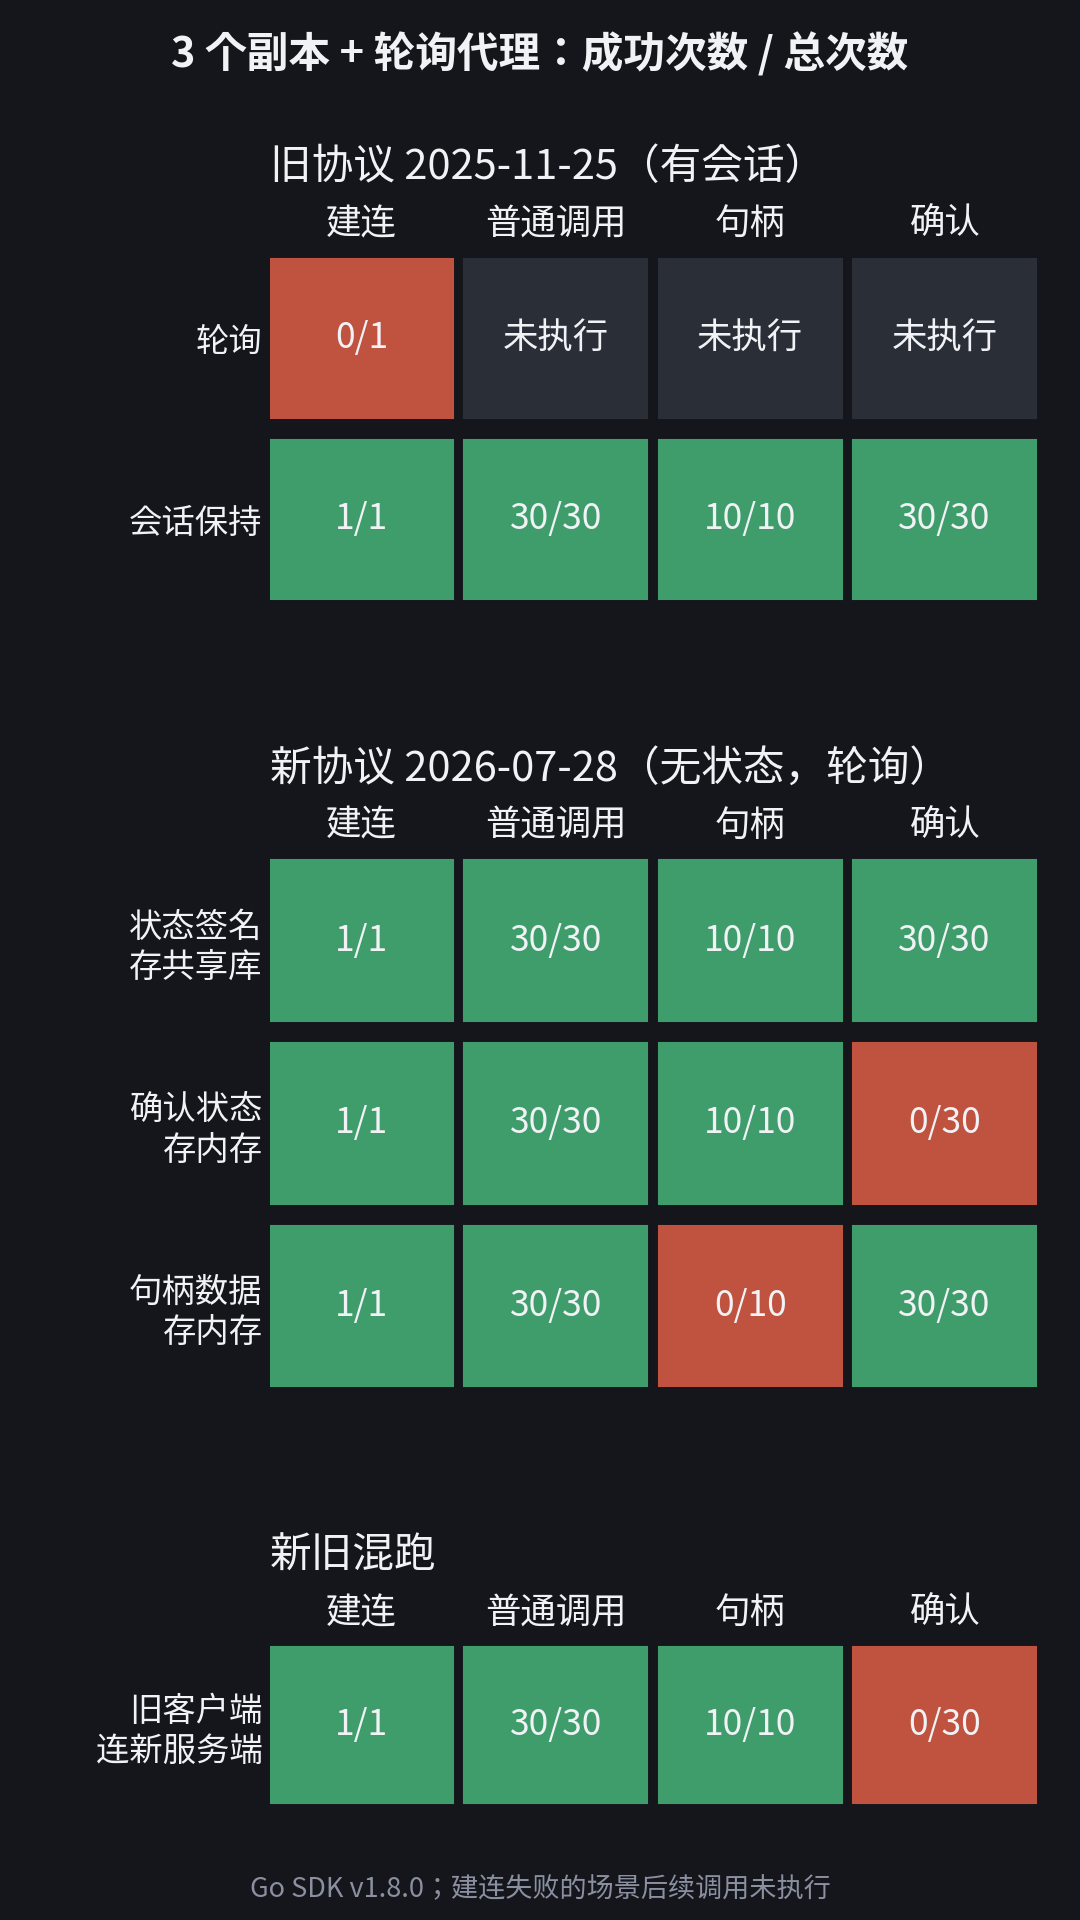 3 个副本 + 轮询代理：成功次数 / 总次数
旧协议 2025-11-25（有会话）
建连 普通调用 句柄 确认
轮询 0/1 未执行 未执行 未执行
会话保持 1/1 30/30 10/10 30/30
新协议 2026-07-28（无状态，轮询）
建连 普通调用 句柄 确认
状态签名
存共享库 1/1 30/30 10/10 30/30
确认状态
存内存 1/1 30/30 10/10 0/30
句柄数据
存内存 1/1 30/30 0/10 30/30
新旧混跑
建连 普通调用 句柄 确认
旧客户端
连新服务端 1/1 30/30 10/10 0/30
Go SDK v1.8.0；建连失败的场景后续调用未执行